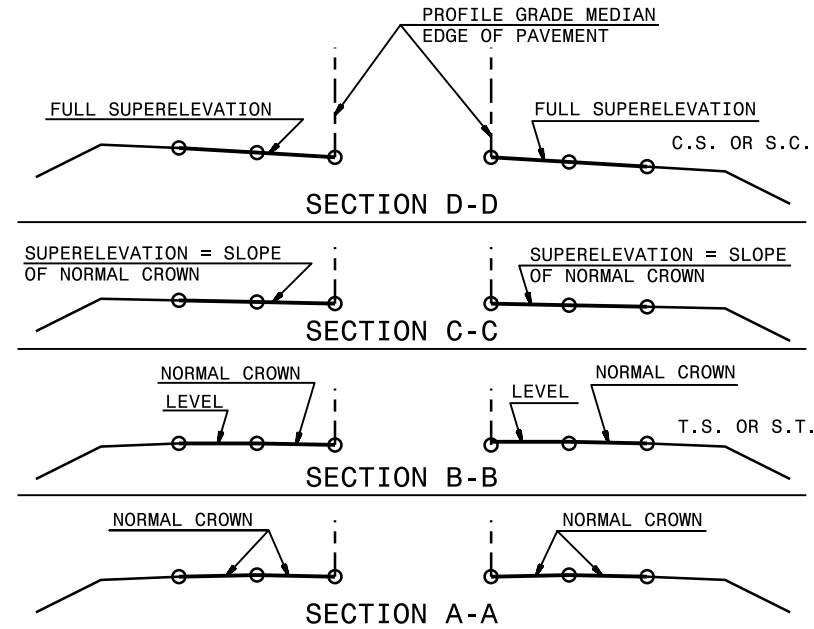 PROFILE GRADE MEDIAN
EDGE OF PAVEMENT
FULL SUPERELEVATION
FULL SUPERELEVATION
C.S. OR S.C.
SECTION D-D
SUPERELEVATION = SLOPE
OF NORMAL CROWN
SUPERELEVATION = SLOPE
OF NORMAL CROWN
SECTION C-C
NORMAL CROWN
LEVEL
NORMAL CROWN
LEVEL
T.S. OR S.T.
SECTION B-B
NORMAL CROWN
NORMAL CROWN
SECTION A-A